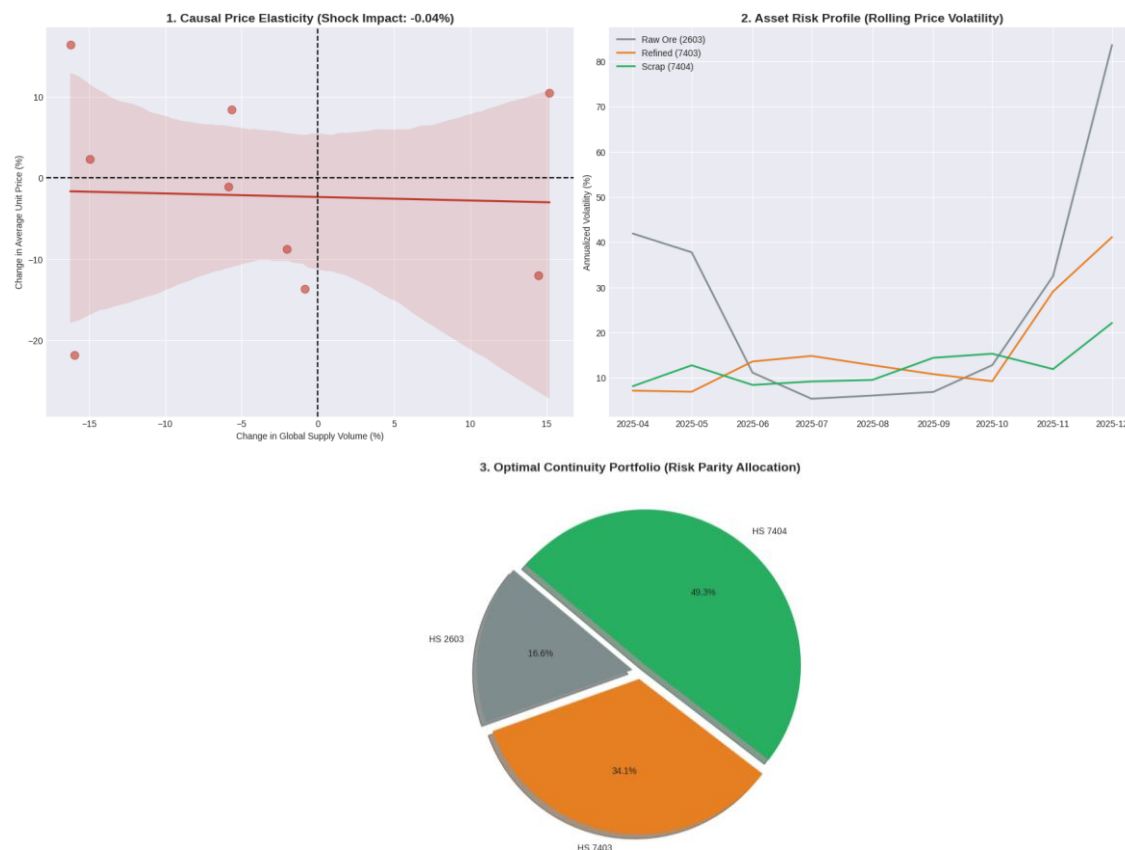 1. Causal Price Elasticity (Shock Impact: -0.04%)
Change in Average Unit Price (%)
10
0
−10
−20
−15
−10
−5
0
5
10
15
Change in Global Supply Volume (%)
2. Asset Risk Profile (Rolling Price Volatility)
Raw Ore (2603)
Refined (7403)
Scrap (7404)
Annualized Volatility (%)
80
70
60
50
40
30
20
10
2025-04
2025-05
2025-06
2025-07
2025-08
2025-09
2025-10
2025-11
2025-12
3. Optimal Continuity Portfolio (Risk Parity Allocation)
HS 7404
49.3%
HS 2603
16.6%
34.1%
HS 7403